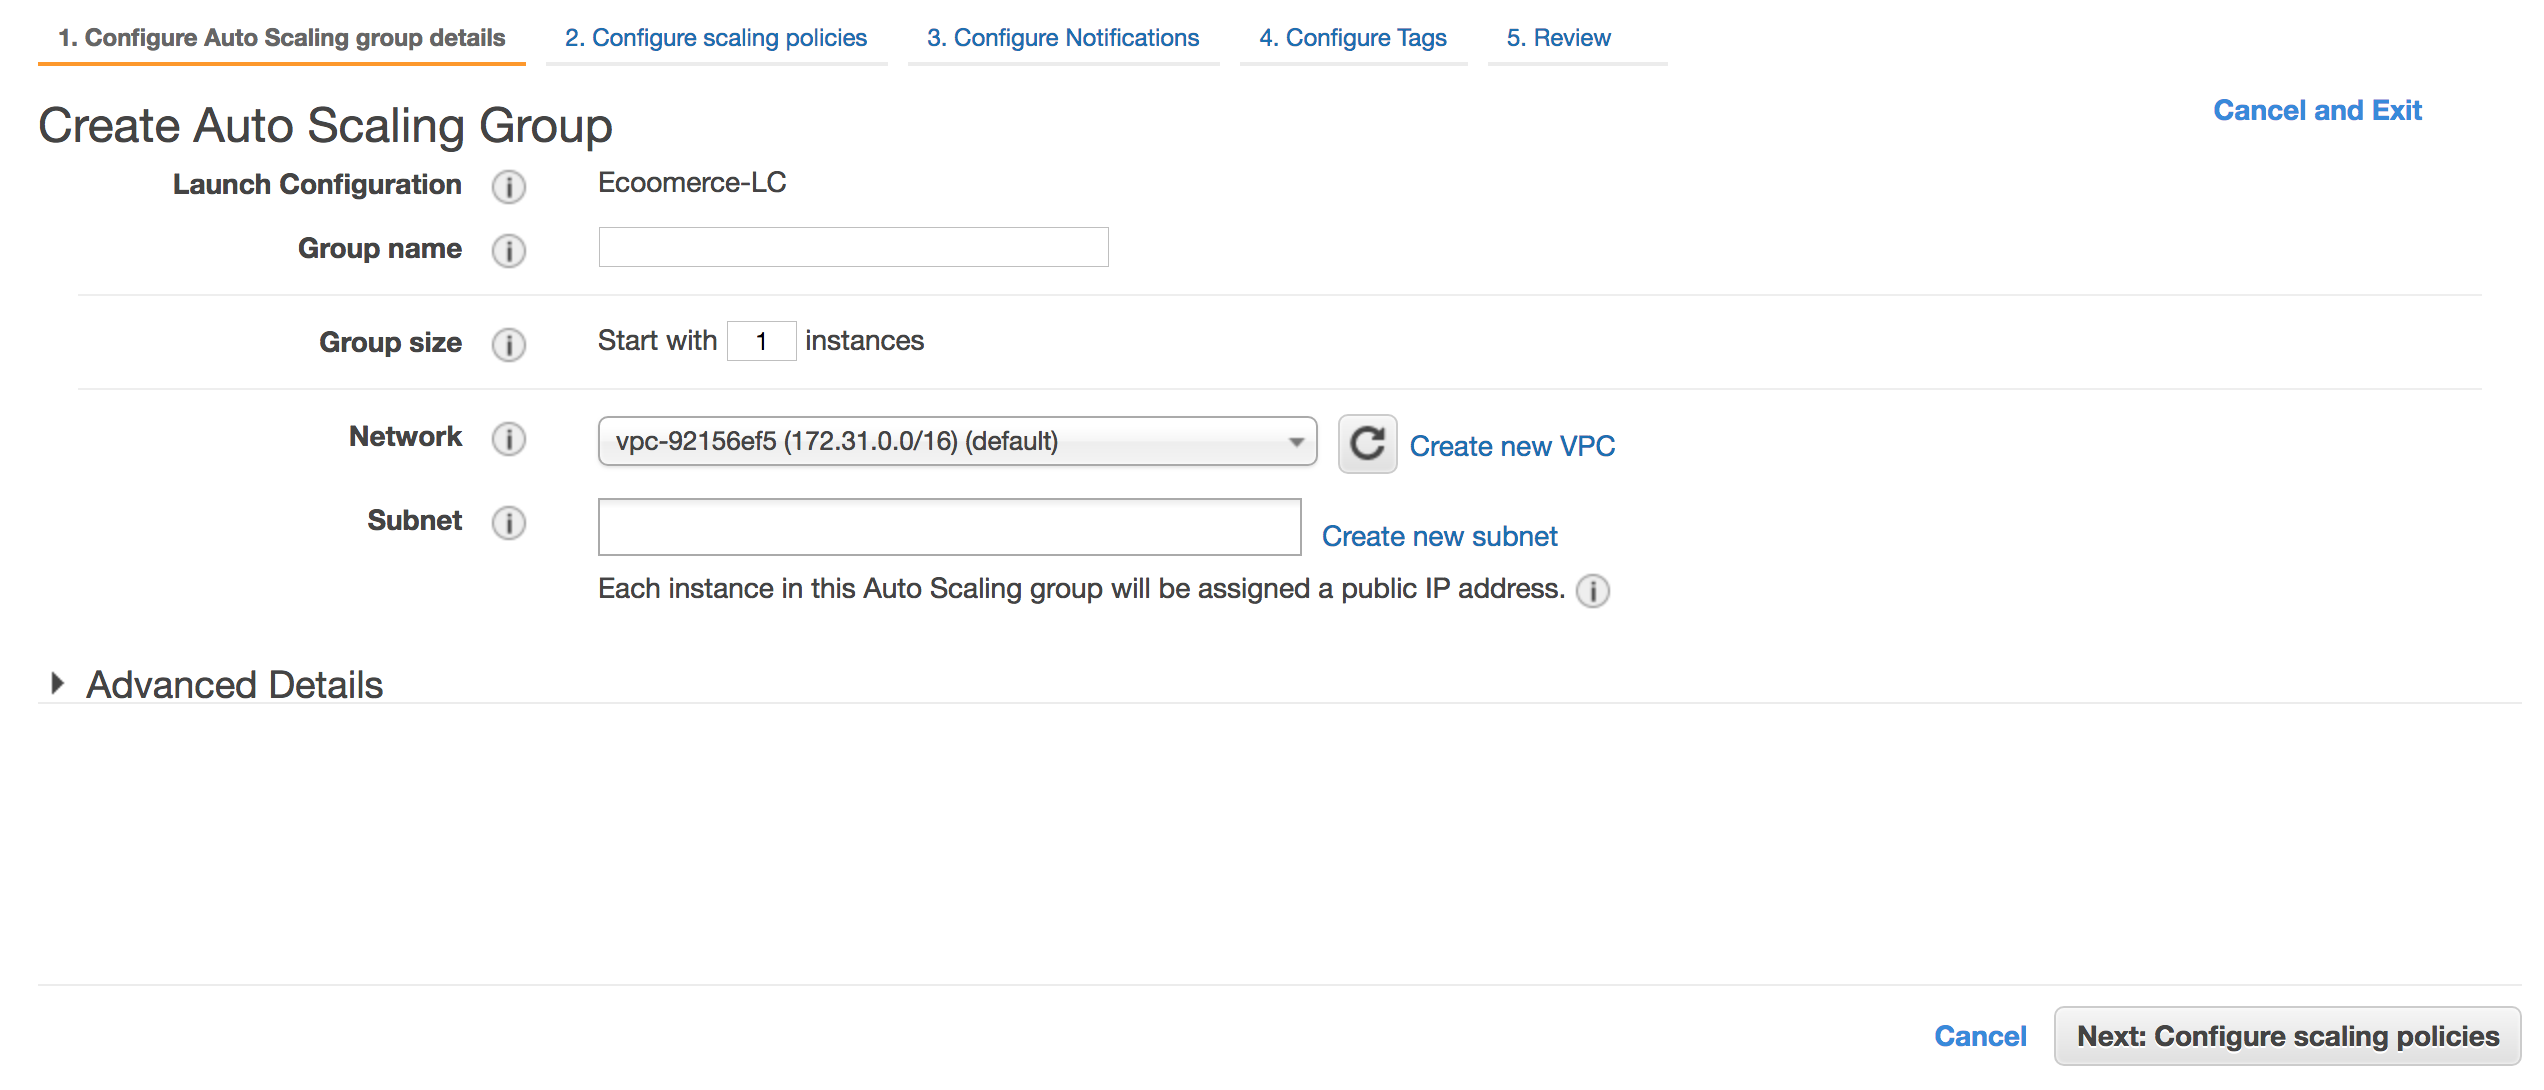 1. Configure Auto Scaling group details 2. Configure scaling policies 3. Configure Notifications 4. Configure Tags 5. Review
Create Auto Scaling Group
Cancel and Exit
Launch Configuration i Ecoomerce-LC
Group name i
Group size i Start with 1 instances
Network i vpc-92156ef5 (172.31.0.0/16) (default) Create new VPC
Subnet i Create new subnet
Each instance in this Auto Scaling group will be assigned a public IP address. i
Advanced Details
Cancel Next: Configure scaling policies